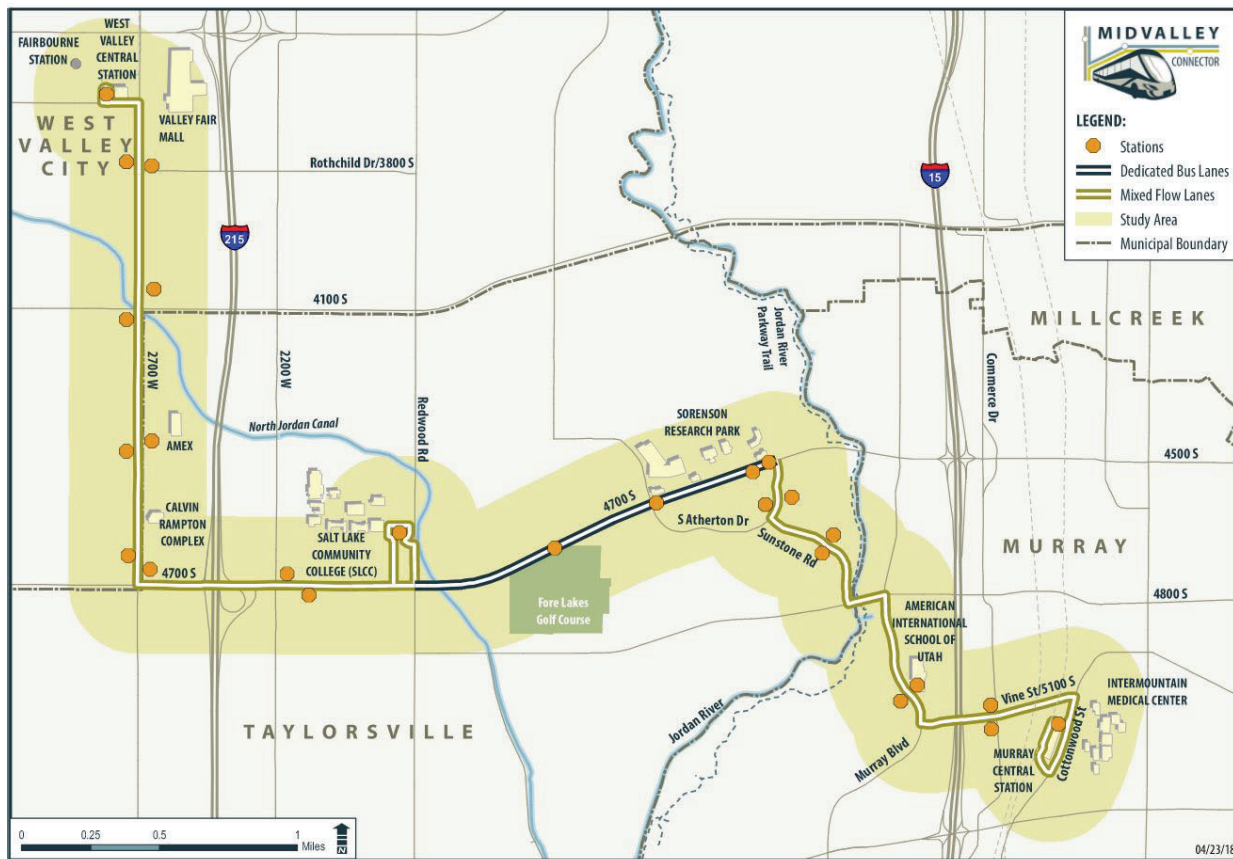 FAIRBOURNE
STATION
WEST
VALLEY
CENTRAL
STATION
VALLEY FAIR
MALL
WEST
VALLEY
CITY
Rothchild Dr/3800 S
215
15
MIDVALLEY
CONNECTOR
LEGEND:
Stations
Dedicated Bus Lanes
Mixed Flow Lanes
Study Area
Municipal Boundary
4100 S
2700 W
2200 W
Redwood Rd
North Jordan Canal
Jordan River
Parkway Trail
Commerce Dr
MILLCREEK
AMEX
CALVIN
RAMPTON
COMPLEX
SALT LAKE
COMMUNITY
COLLEGE (SLCC)
4700 S
SORENSON
RESEARCH PARK
4700 S
S Atherton Dr
Sunstone Rd
4500 S
MURRAY
4800 S
Fore Lakes
Golf Course
AMERICAN
INTERNATIONAL
SCHOOL OF
UTAH
Vine St/5100 S
INTERMOUNTAIN
MEDICAL CENTER
TAYLORSVILLE
Jordan River
Murray Blvd
MURRAY
CENTRAL
STATION
Cottonwood St
0 0.25 0.5 1
Miles
N
04/23/18